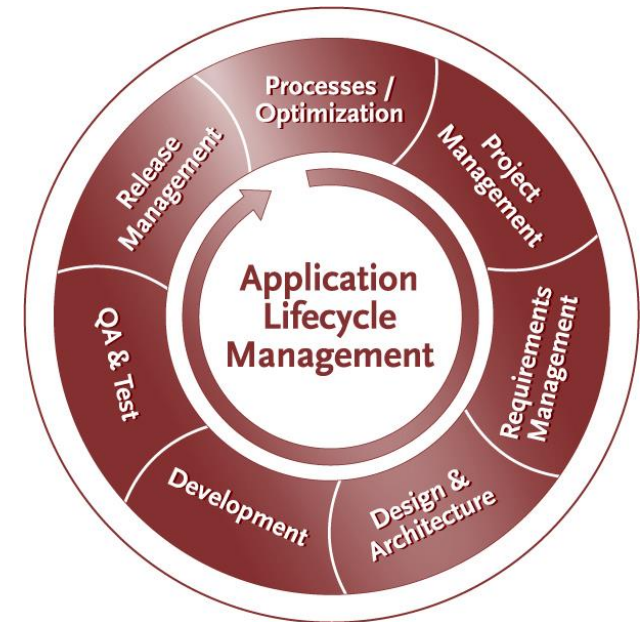 Processes /
Optimization
Project
Management
Requirements
Management
Design &
Architecture
Development
QA & Test
Release
Management
Application
Lifecycle
Management